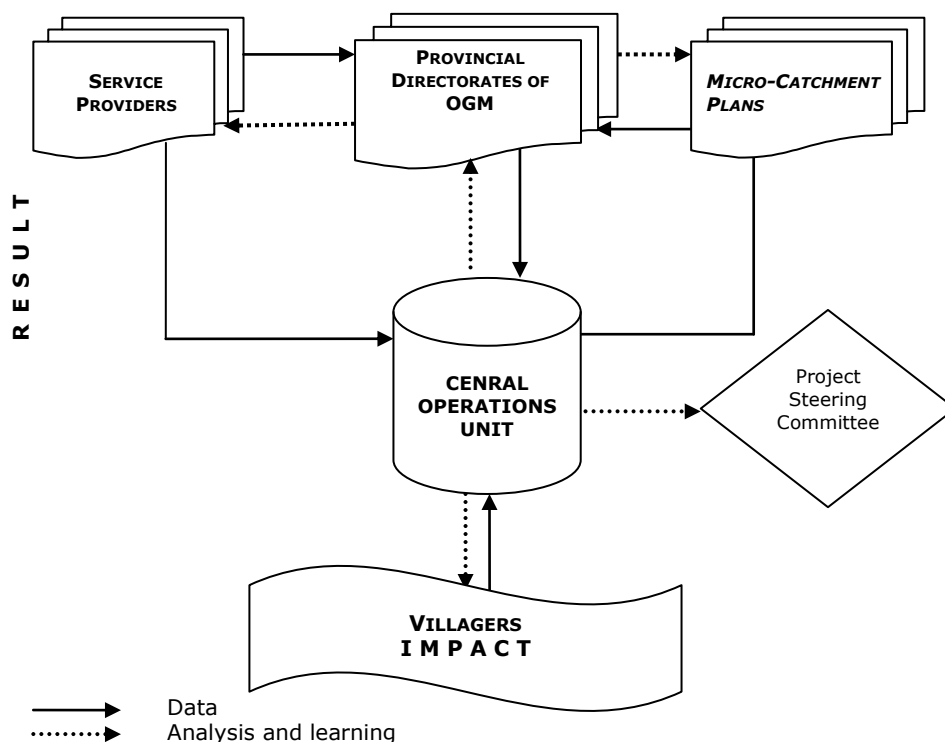 SERVICE
PROVIDERS
PROVINCIAL
DIRECTORATES OF
OGM
MICRO-CATCHMENT
PLANS
R E S U L T
CENRAL
OPERATIONS
UNIT
Project
Steering
Committee
VILLAGERS
I M P A C T
Data
Analysis and learning